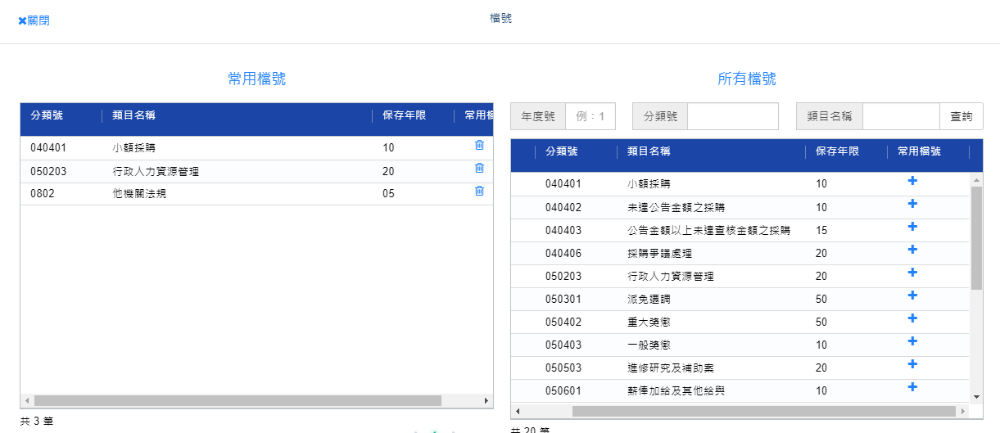 ✖關閉
檔號
常用檔號
分類號 類目名稱 保存年限 常用檔
040401 小額採購 10
050203 行政人力資源管理 20
0802 他機關法規 05
共 3 筆
所有檔號
年度號 例：1 分類號 類目名稱 查詢
分類號 類目名稱 保存年限 常用檔號
040401 小額採購 10
040402 未達公告金額之採購 10
040403 公告金額以上未達查核金額之採購 15
040406 採購爭議處理 20
050203 行政人力資源管理 20
050301 派免遷調 50
050402 重大獎懲 50
050403 一般獎懲 10
050503 進修研究及補助案 20
050601 薪俸加給及其他給與 10
共 20 筆